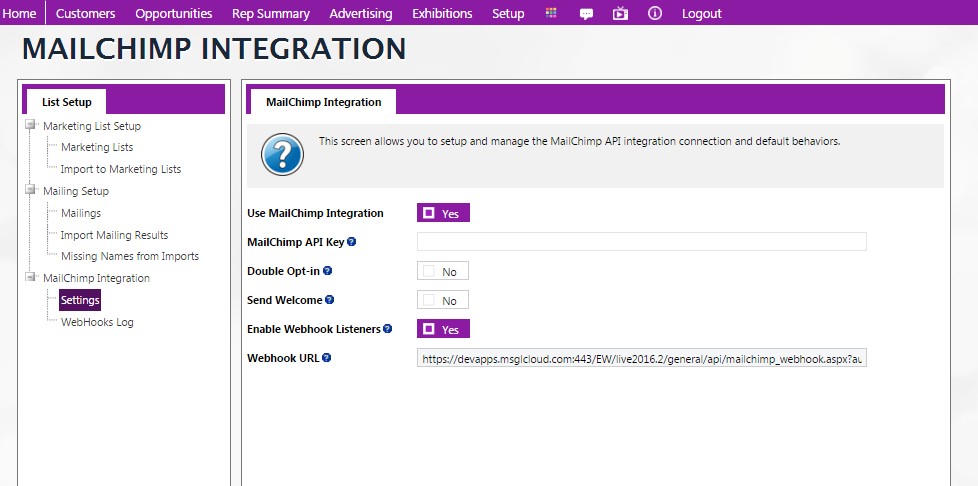 Home Customers Opportunities Rep Summary Advertising Exhibitions Setup Logout
MAILCHIMP INTEGRATION
List Setup
Marketing List Setup
Marketing Lists
Import to Marketing Lists
Mailing Setup
Mailings
Import Mailing Results
Missing Names from Imports
MailChimp Integration
Settings
WebHooks Log
MailChimp Integration
This screen allows you to setup and manage the MailChimp API integration connection and default behaviors.
Use MailChimp Integration Yes
MailChimp API Key
Double Opt-in No
Send Welcome No
Enable Webhook Listeners Yes
Webhook URL https://devapps.msglcloud.com:443/EW/live2016.2/general/api/mailchimp_webhook.aspx?au